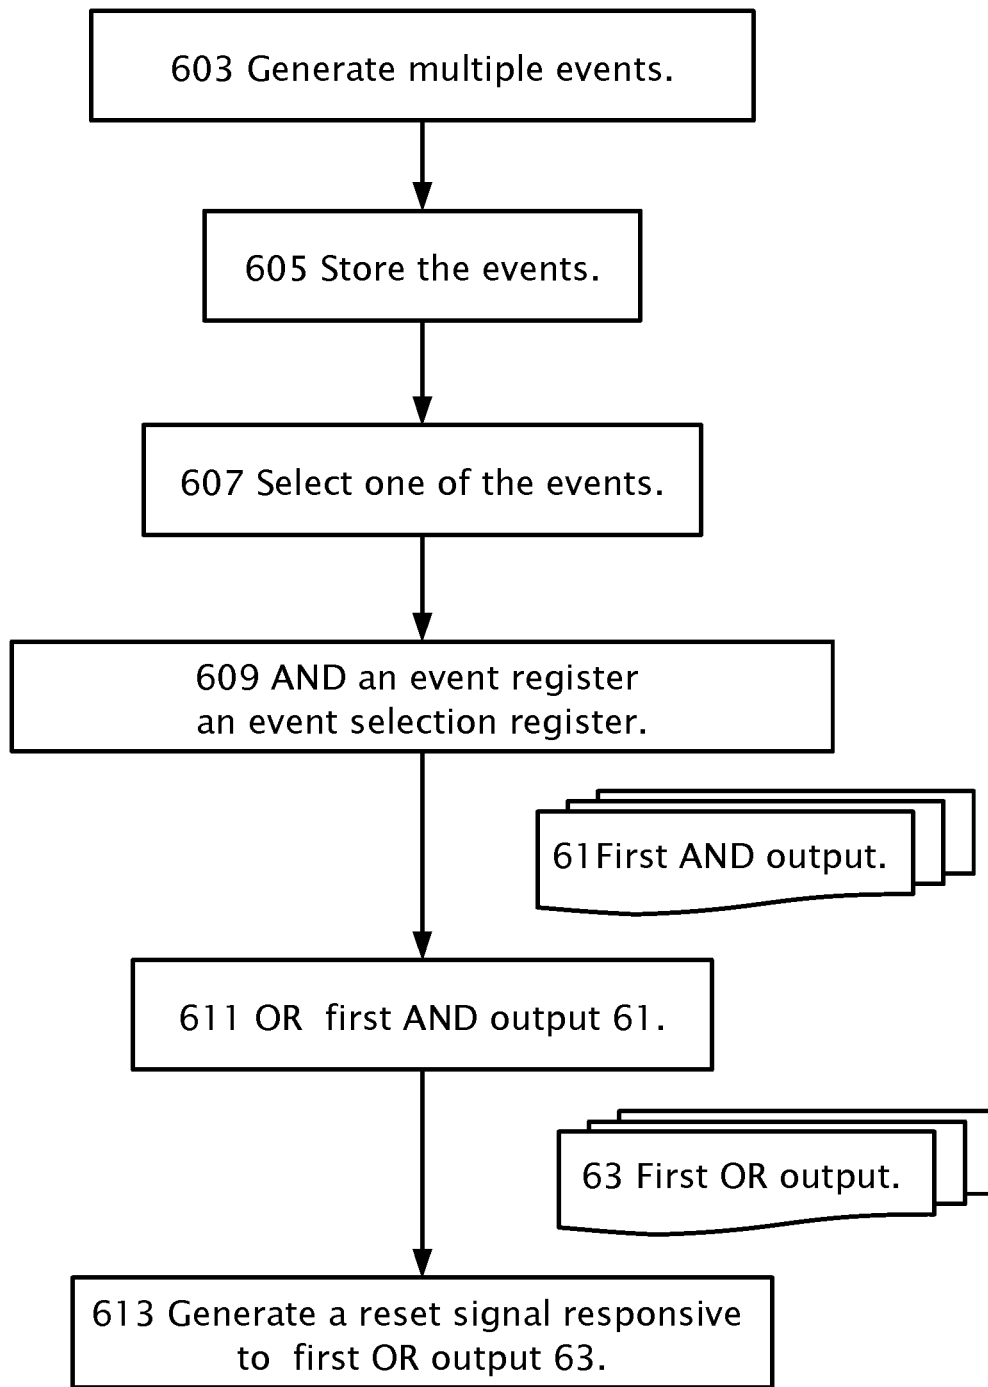 603 Generate multiple events.
605 Store the events.
607 Select one of the events.
609 AND an event register
an event selection register.
61First AND output.
611 OR  first AND output 61.
63 First OR output.
613 Generate a reset signal responsive
to  first OR output 63.